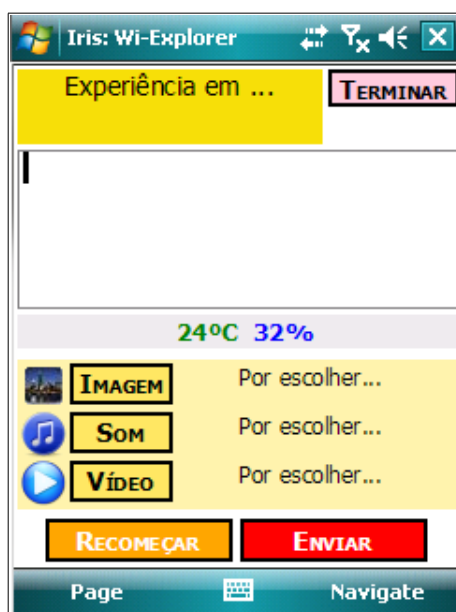 Iris: Wi-Explorer
Experiência em ...
TERMINAR
24ºC 32%
IMAGEM Por escolher...
SOM Por escolher...
VÍDEO Por escolher...
RECOMEÇAR ENVIAR
Page Navigate